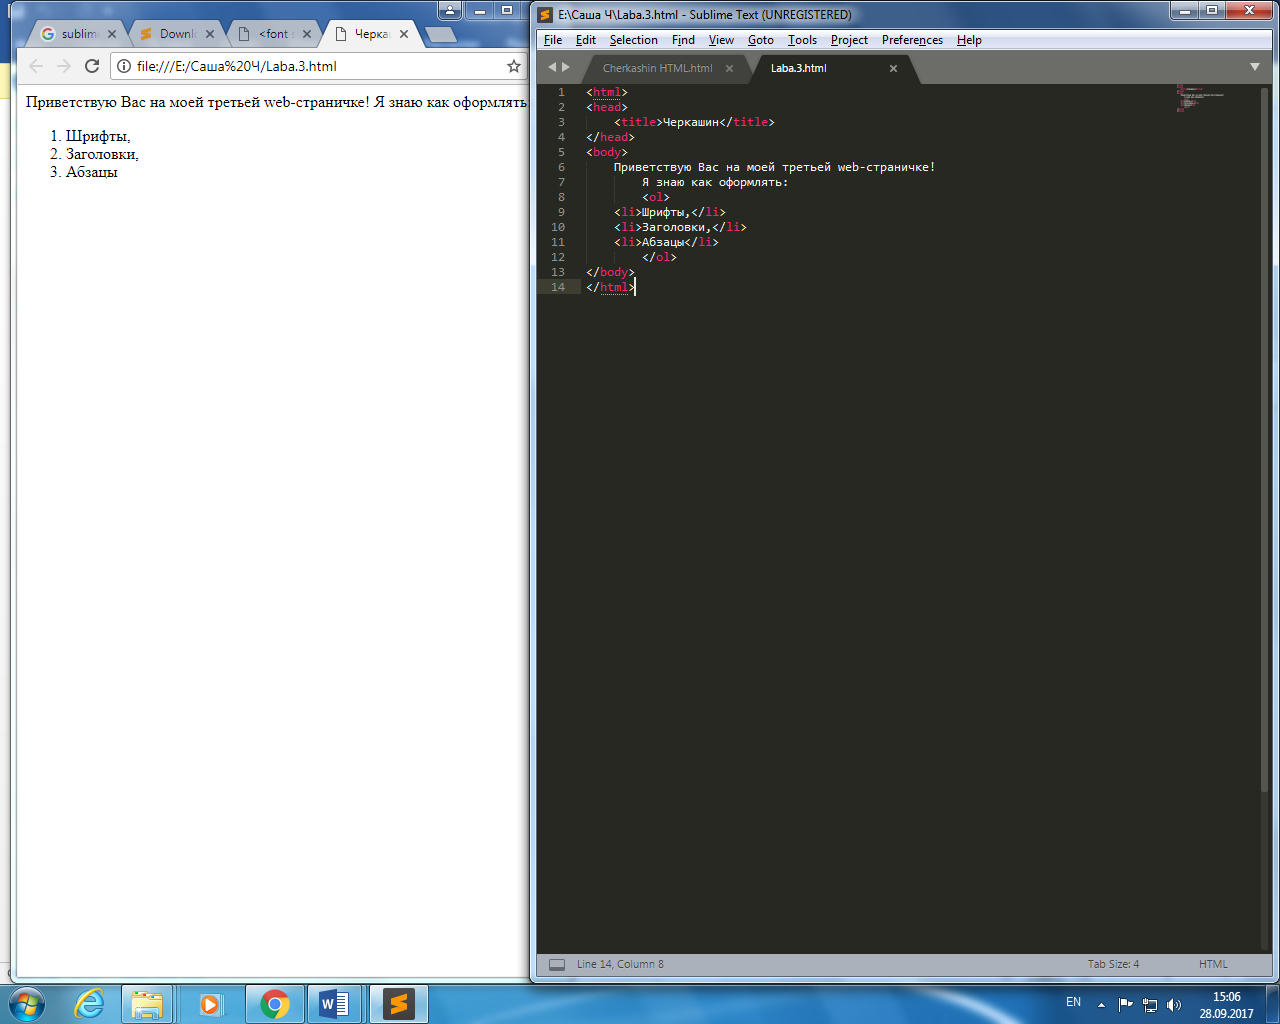 sublim
Downl
<font
Черка
file:///E:/Саша%20Ч/Laba.3.html
Приветствую Вас на моей третьей web-страничке! Я знаю как оформлять
1. Шрифты,
2. Заголовки,
3. Абзацы
E:\Саша Ч\Laba.3.html - Sublime Text (UNREGISTERED)
File Edit Selection Find View Goto Tools Project Preferences Help
Cherkashin HTML.html
Laba.3.html
1 <html>
2 <head>
3 <title>Черкашин</title>
4 </head>
5 <body>
6 Приветствую Вас на моей третьей web-страничке!
7 Я знаю как оформлять:
8 <ol>
9 <li>Шрифты,</li>
10 <li>Заголовки,</li>
11 <li>Абзацы</li>
12 </ol>
13 </body>
14 </html>
Line 14, Column 8
Tab Size: 4
HTML
EN
15:06
28.09.2017